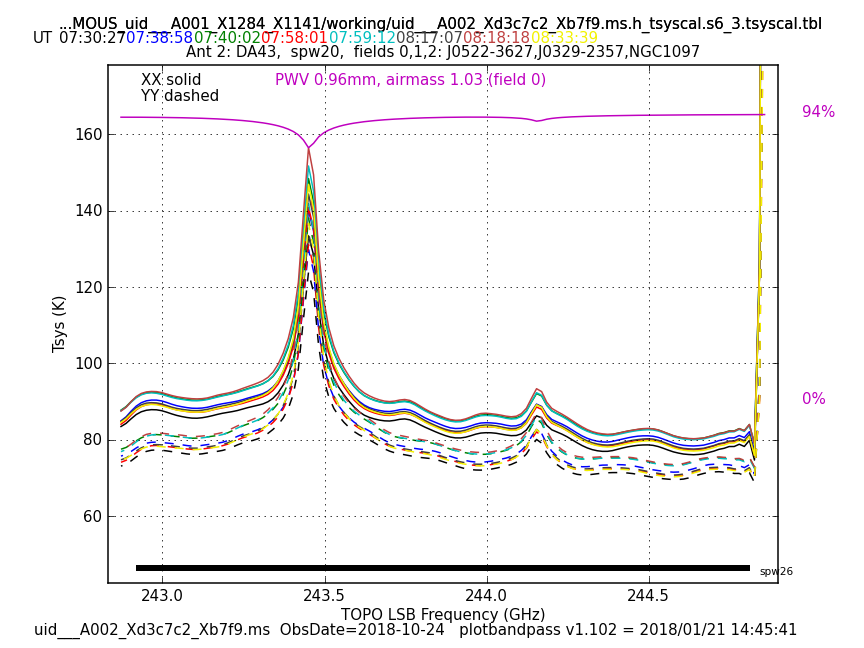 ...MOUS_uid___A001_X1284_X1141/working/uid___A002_Xd3c7c2_Xb7f9.ms.h_tsyscal.s6_3.tsyscal.tbl
UT 07:30:27 07:38:58 07:40:02 07:58:01 07:59:12 08:17:07 08:18:18 08:33:39
Ant 2: DA43, spw20, fields 0,1,2: J0522-3627,J0329-2357,NGC1097
XX solid
YY dashed
PWV 0.96mm, airmass 1.03 (field 0)
94%
0%
160
140
120
100
80
60
Tsys (K)
spw26
243.0 243.5 244.0 244.5
TOPO LSB Frequency (GHz)
uid___A002_Xd3c7c2_Xb7f9.ms ObsDate=2018-10-24 plotbandpass v1.102 = 2018/01/21 14:45:41